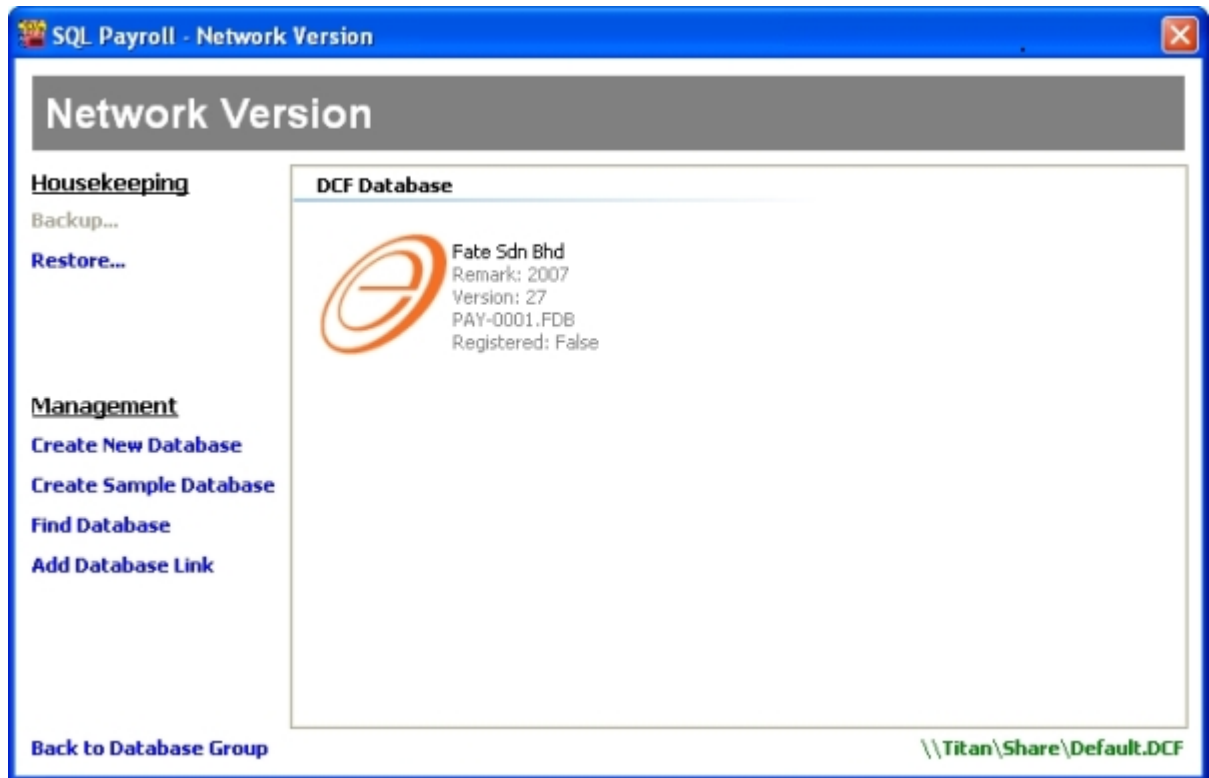 SQL Payroll - Network Version
Network Version
Housekeeping
Backup...
Restore...
Management
Create New Database
Create Sample Database
Find Database
Add Database Link
Back to Database Group
DCF Database
Fate Sdn Bhd
Remark: 2007
Version: 27
PAY-0001.FDB
Registered: False
\\Titan\Share\Default.DCF